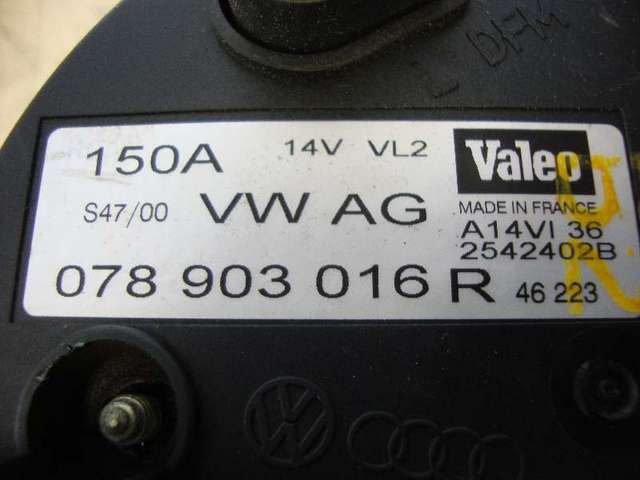 L DFM
150A 14V VL2 Valeo
S47/00 VW AG MADE IN FRANCE
A14VI 36
2542402B
078 903 016 R 46 223
R